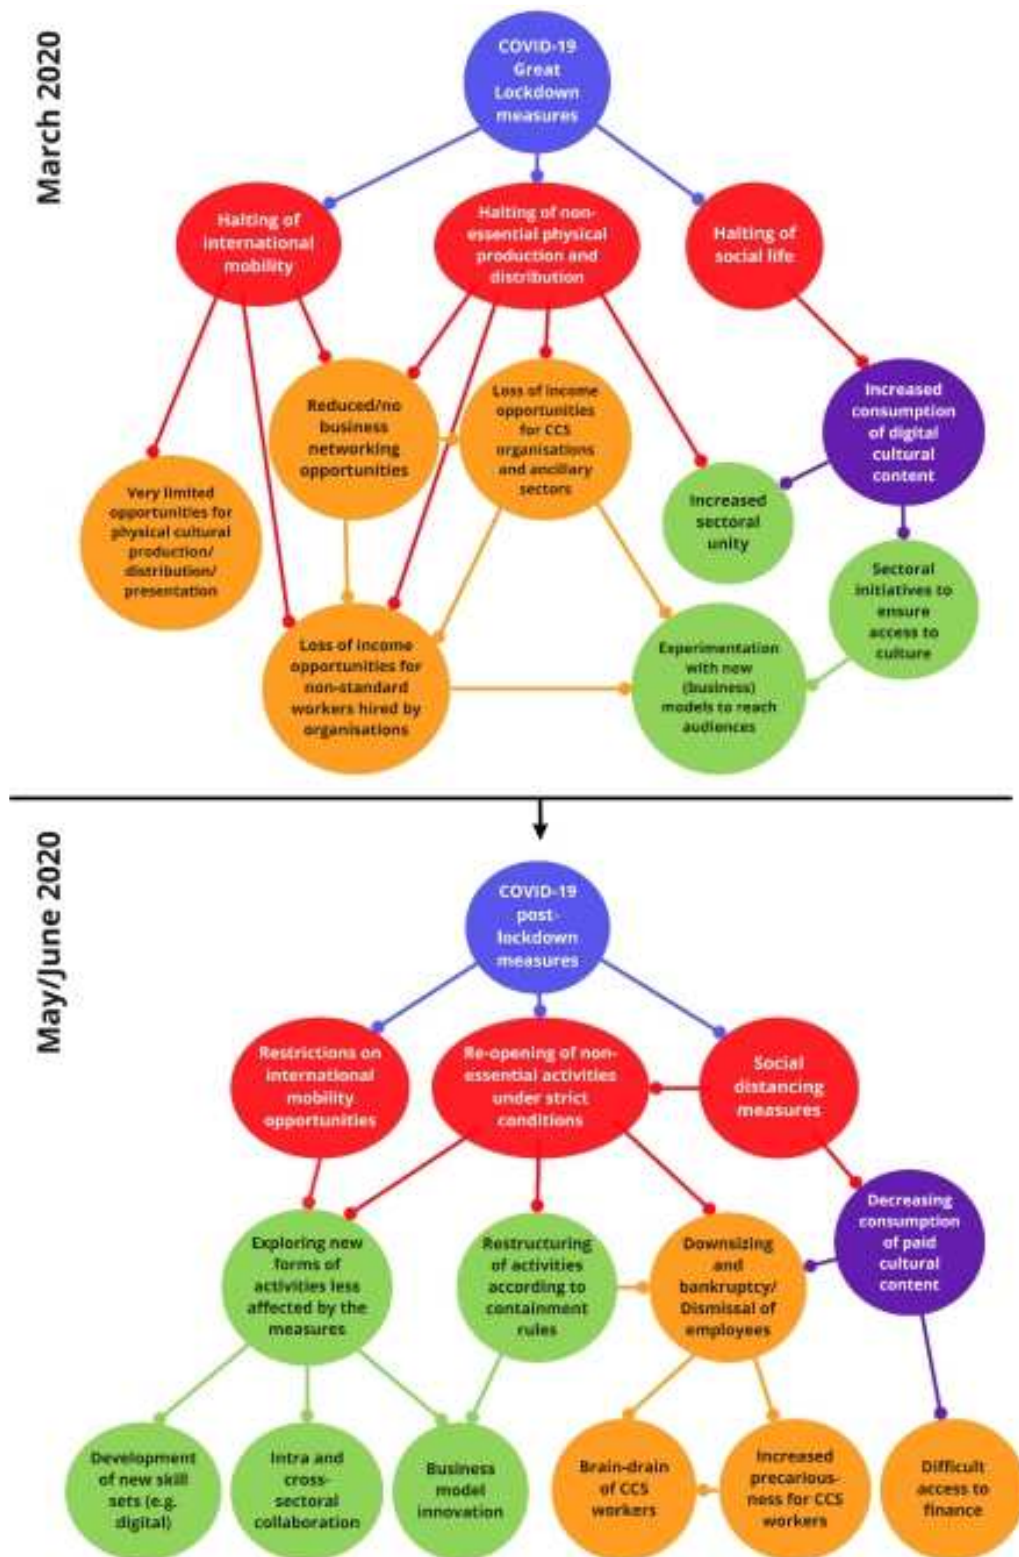 March 2020
COVID-19
Great
Lockdown
measures
Halting of
international
mobility
Halting of non-
essential physical
production and
distribution
Halting of
social life
Reduced/no
business
networking
opportunities
Loss of income
opportunities
for CCS
organisations
and ancillary
sectors
Increased
consumption
of digital
cultural
content
Very limited
opportunities for
physical cultural
production/
distribution/
presentation
Increased
sectoral
unity
Sectoral
initiatives to
ensure
access to
culture
Loss of income
opportunities for
non-standard
workers hired by
organisations
Experimentation
with new
(business)
models to reach
audiences
May/June 2020
COVID-19
post-
lockdown
measures
Restrictions on
international
mobility
opportunities
Re-opening of non-
essential activities
under strict
conditions
Social
distancing
measures
Exploring new
forms of
activities less
affected by the
measures
Restructuring
of activities
according to
containment
rules
Downsizing
and
bankruptcy/
Dismissal of
employees
Decreasing
consumption
of paid
cultural
content
Development
of new skill
sets (e.g.
digital)
Intra and
cross-
sectoral
collaboration
Business
model
innovation
Brain-drain
of CCS
workers
Increased
precarious-
ness for CCS
workers
Difficult
access to
finance